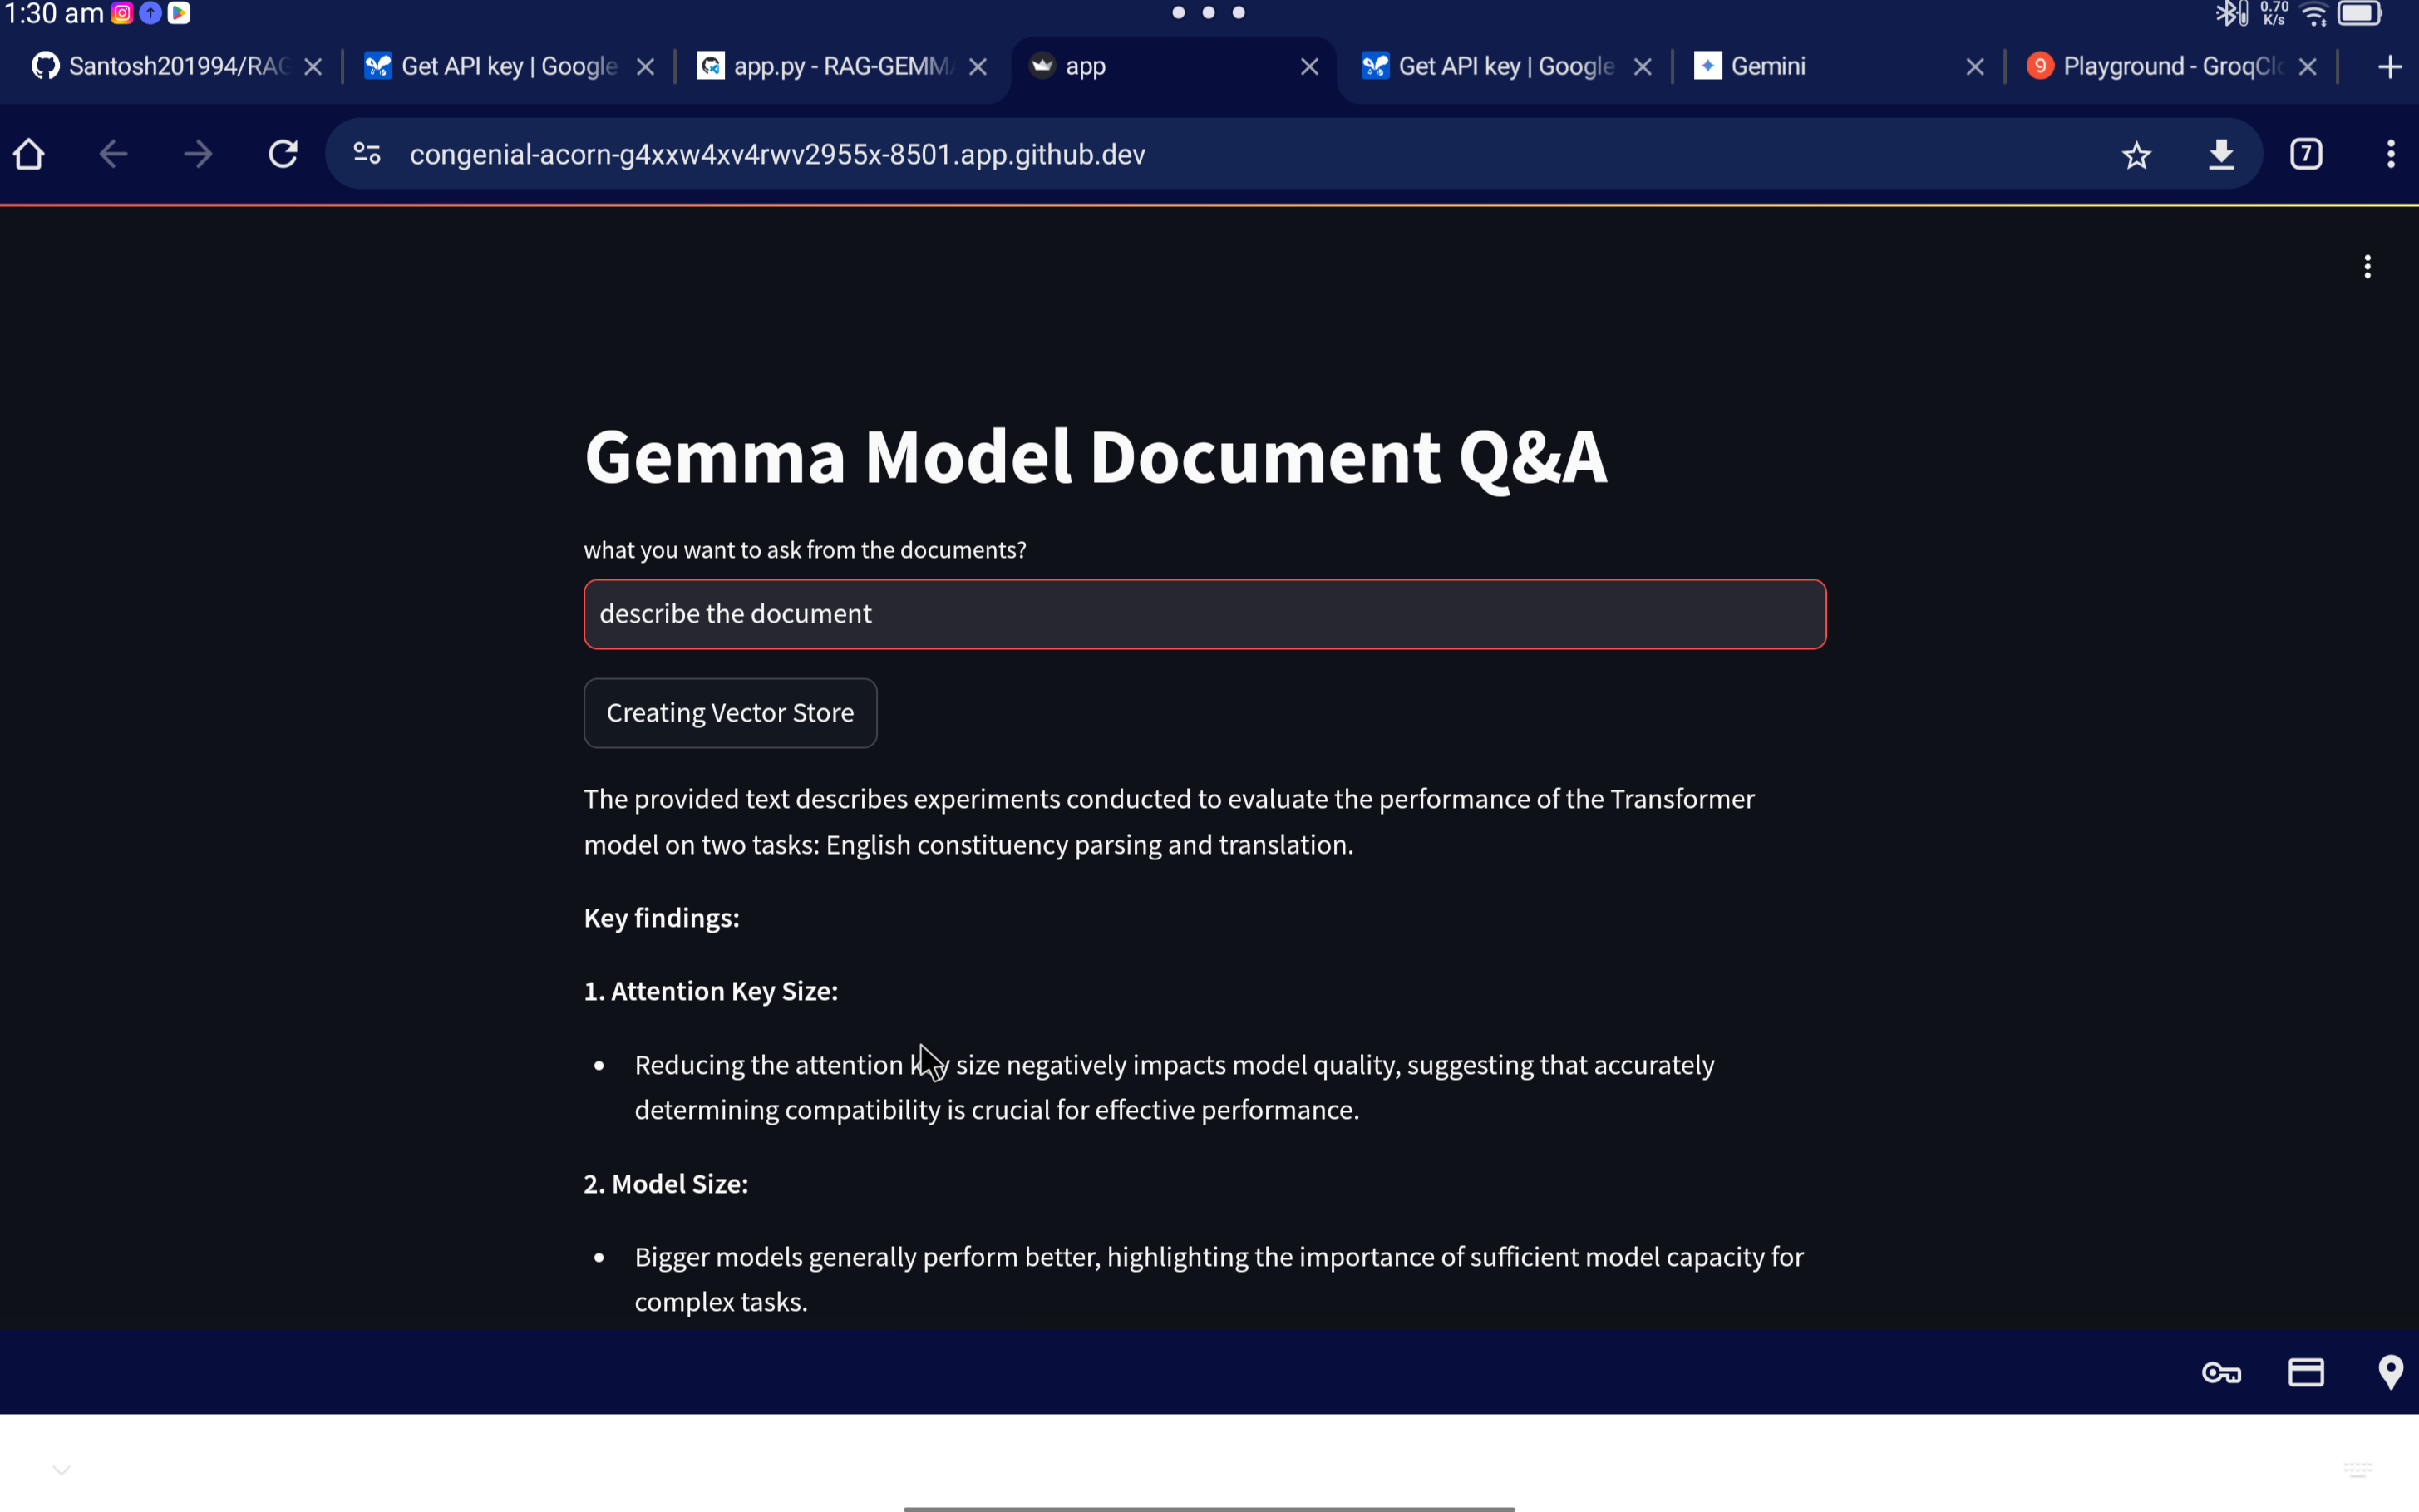 1:30 am
0.70
K/s
Santosh201994/RAG
Get API key | Google
app.py - RAG-GEMMA
app
Get API key | Google
Gemini
9
Playground - GroqClo
congenial-acorn-g4xxw4xv4rwv2955x-8501.app.github.dev
7
Gemma Model Document Q&A
what you want to ask from the documents?
describe the document
Creating Vector Store
The provided text describes experiments conducted to evaluate the performance of the Transformer
model on two tasks: English constituency parsing and translation.
Key findings:
1. Attention Key Size:
• Reducing the attention key size negatively impacts model quality, suggesting that accurately
determining compatibility is crucial for effective performance.
2. Model Size:
• Bigger models generally perform better, highlighting the importance of sufficient model capacity for
complex tasks.